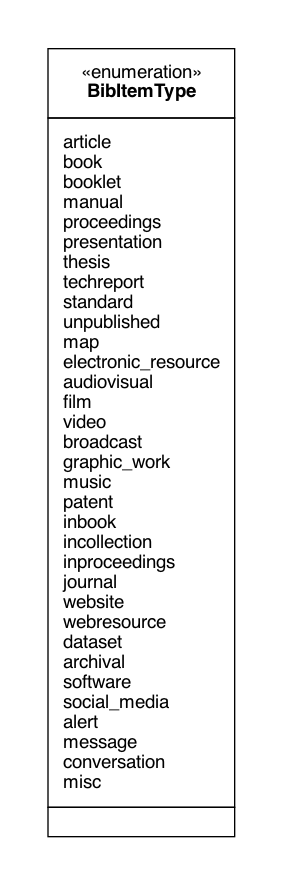 «enumeration»
BibItemType
article
book
booklet
manual
proceedings
presentation
thesis
techreport
standard
unpublished
map
electronic_resource
audiovisual
film
video
broadcast
graphic_work
music
patent
inbook
incollection
inproceedings
journal
website
webresource
dataset
archival
software
social_media
alert
message
conversation
misc